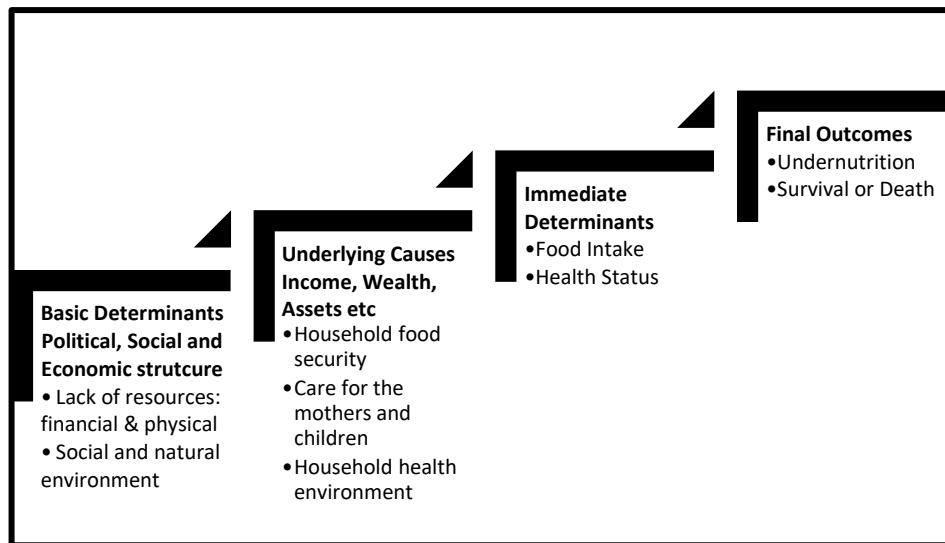 Basic Determinants
Political, Social and
Economic strutcure
• Lack of resources:
financial & physical
• Social and natural
environment
Underlying Causes
Income, Wealth,
Assets etc
•Household food
security
•Care for the
mothers and
children
•Household health
environment
Immediate
Determinants
•Food Intake
•Health Status
Final Outcomes
•Undernutrition
•Survival or Death